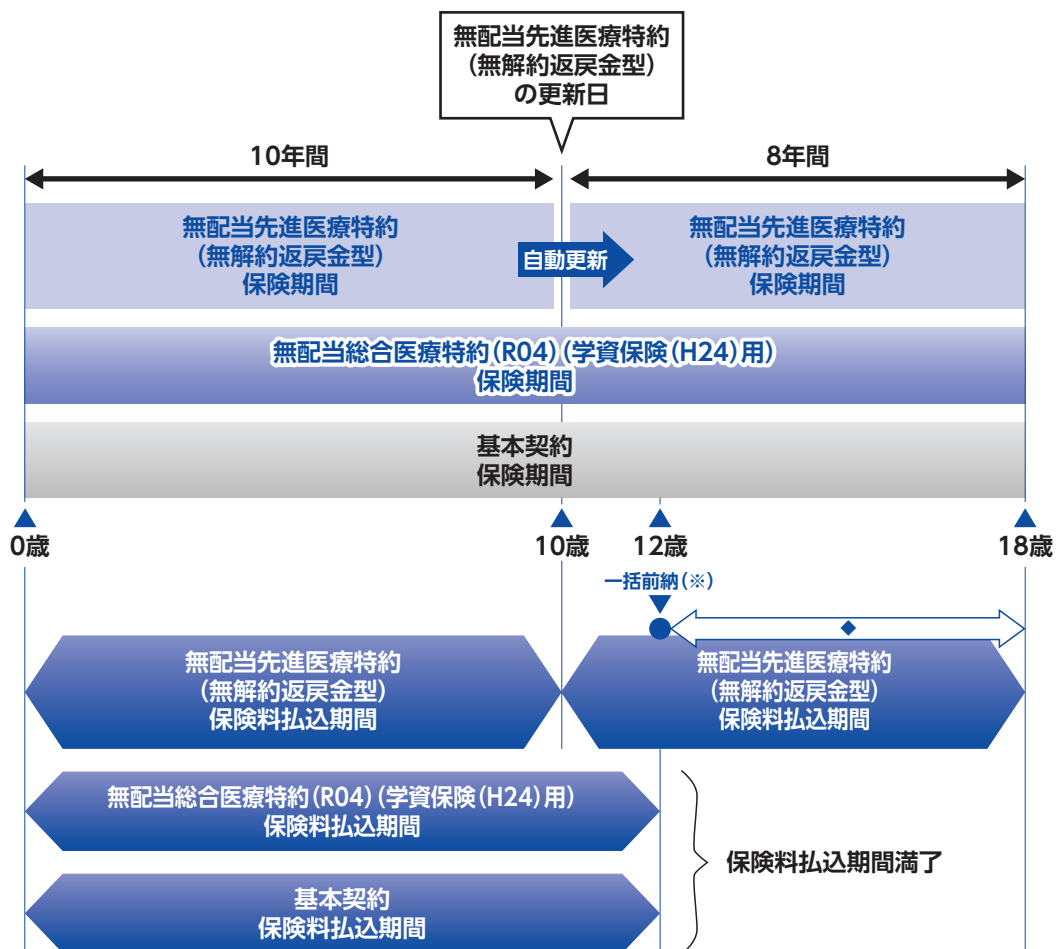 無配当先進医療特約
(無解約返戻金型)
の更新日
10年間
8年間
無配当先進医療特約
(無解約返戻金型)
保険期間
自動更新
無配当先進医療特約
(無解約返戻金型)
保険期間
無配当総合医療特約(R04)(学資保険(H24)用)
保険期間
基本契約
保険期間
0歳
10歳
12歳
18歳
一括前納(※)
無配当先進医療特約
(無解約返戻金型)
保険料払込期間
無配当先進医療特約
(無解約返戻金型)
保険料払込期間
無配当総合医療特約(R04)(学資保険(H24)用)
保険料払込期間
保険料払込期間満了
基本契約
保険料払込期間